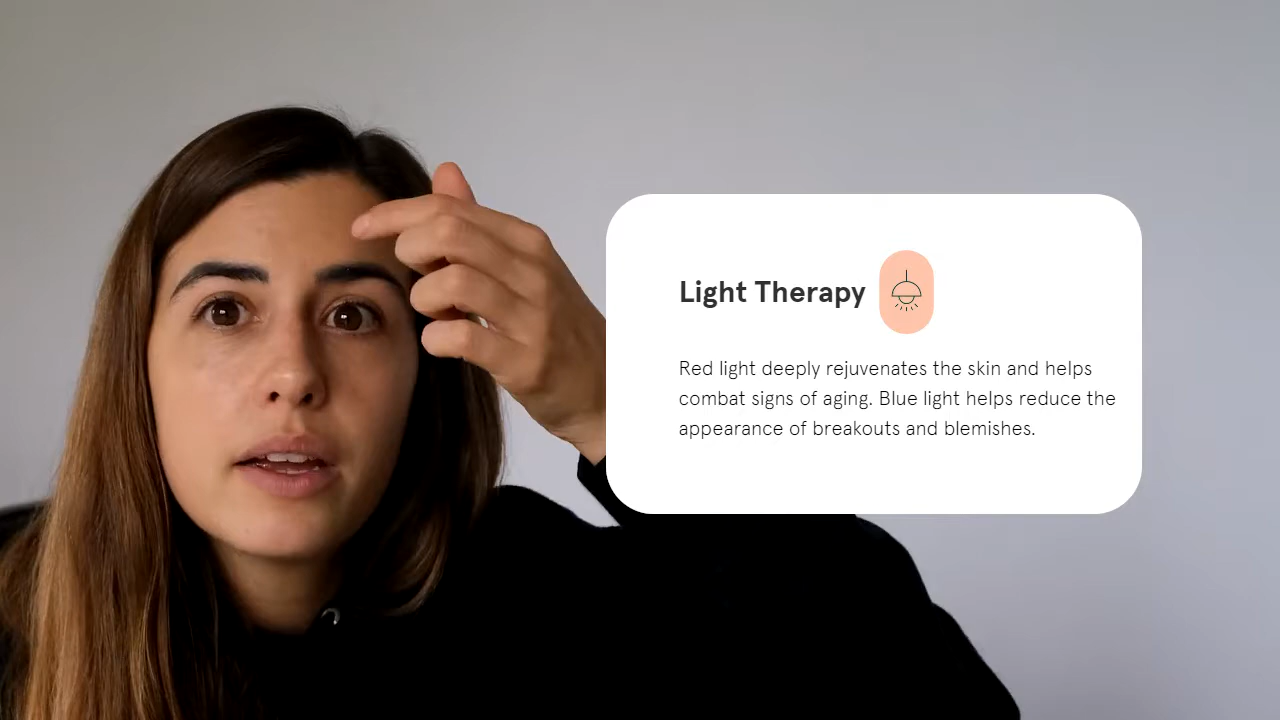 Light Therapy
Red light deeply rejuvenates the skin and helps
combat signs of aging. Blue light helps reduce the
appearance of breakouts and blemishes.